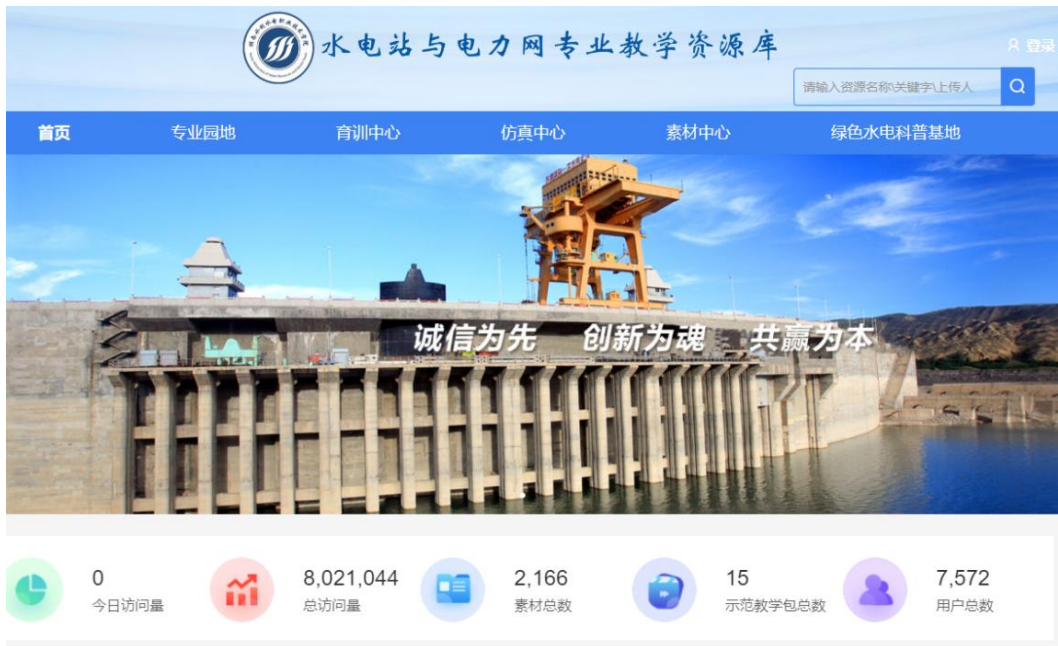 水电站与电力网专业教学资源库
登录
请输入资源名称\关键字\上传人
首页 专业园地 育训中心 仿真中心 素材中心 绿色水电科普基地
诚信为先 创新为魂 共赢为本
0 8,021,044 2,166 15 7,572
今日访问量 总访问量 素材总数 示范教学包总数 用户总数